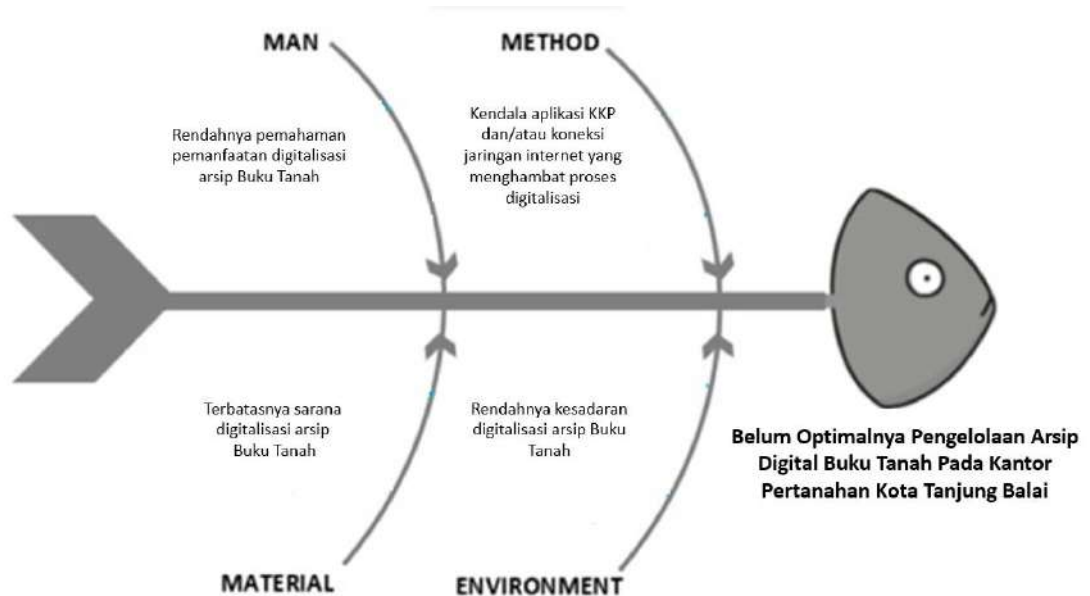 MAN
METHOD
Rendahnya pemahaman
pemanfaatan digitalisasi
arsip Buku Tanah
Kendala aplikasi KKP
dan/atau koneksi
jaringan internet yang
menghambat proses
digitalisasi
Terbatasnya sarana
digitalisasi arsip
Buku Tanah
Rendahnya kesadaran
digitalisasi arsip Buku
Tanah
Belum Optimalnya Pengelolaan Arsip
Digital Buku Tanah Pada Kantor
Pertanahan Kota Tanjung Balai
MATERIAL
ENVIRONMENT